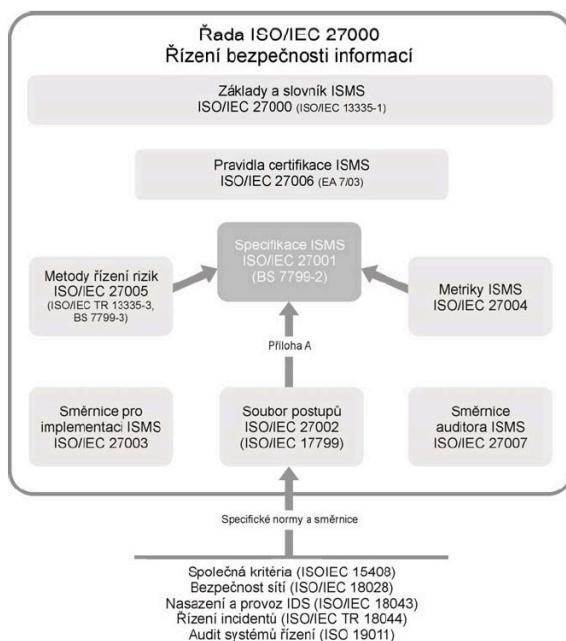 Řada ISO/IEC 27000
Řízení bezpečnosti informací
Základy a slovník ISMS
ISO/IEC 27000 (ISO/IEC 13335-1)
Pravidla certifikace ISMS
ISO/IEC 27006 (EA 7/03)
Specifikace ISMS
ISO/IEC 27001
(BS 7799-2)
Metody řízení rizik
ISO/IEC 27005
(ISO/IEC TR 13335-3,
BS 7799-3)
Metriky ISMS
ISO/IEC 27004
Příloha A
Směrnice pro
implementaci ISMS
ISO/IEC 27003
Soubor postupů
ISO/IEC 27002
(ISO/IEC 17799)
Směrnice
auditora ISMS
ISO/IEC 27007
Specifické normy a směrnice
Společná kritéria (ISOIEC 15408)
Bezpečnost sítí (ISO/IEC 18028)
Nasazení a provoz IDS (ISO/IEC 18043)
Řízení incidentů (ISO/IEC TR 18044)
Audit systémů řízení (ISO 19011)